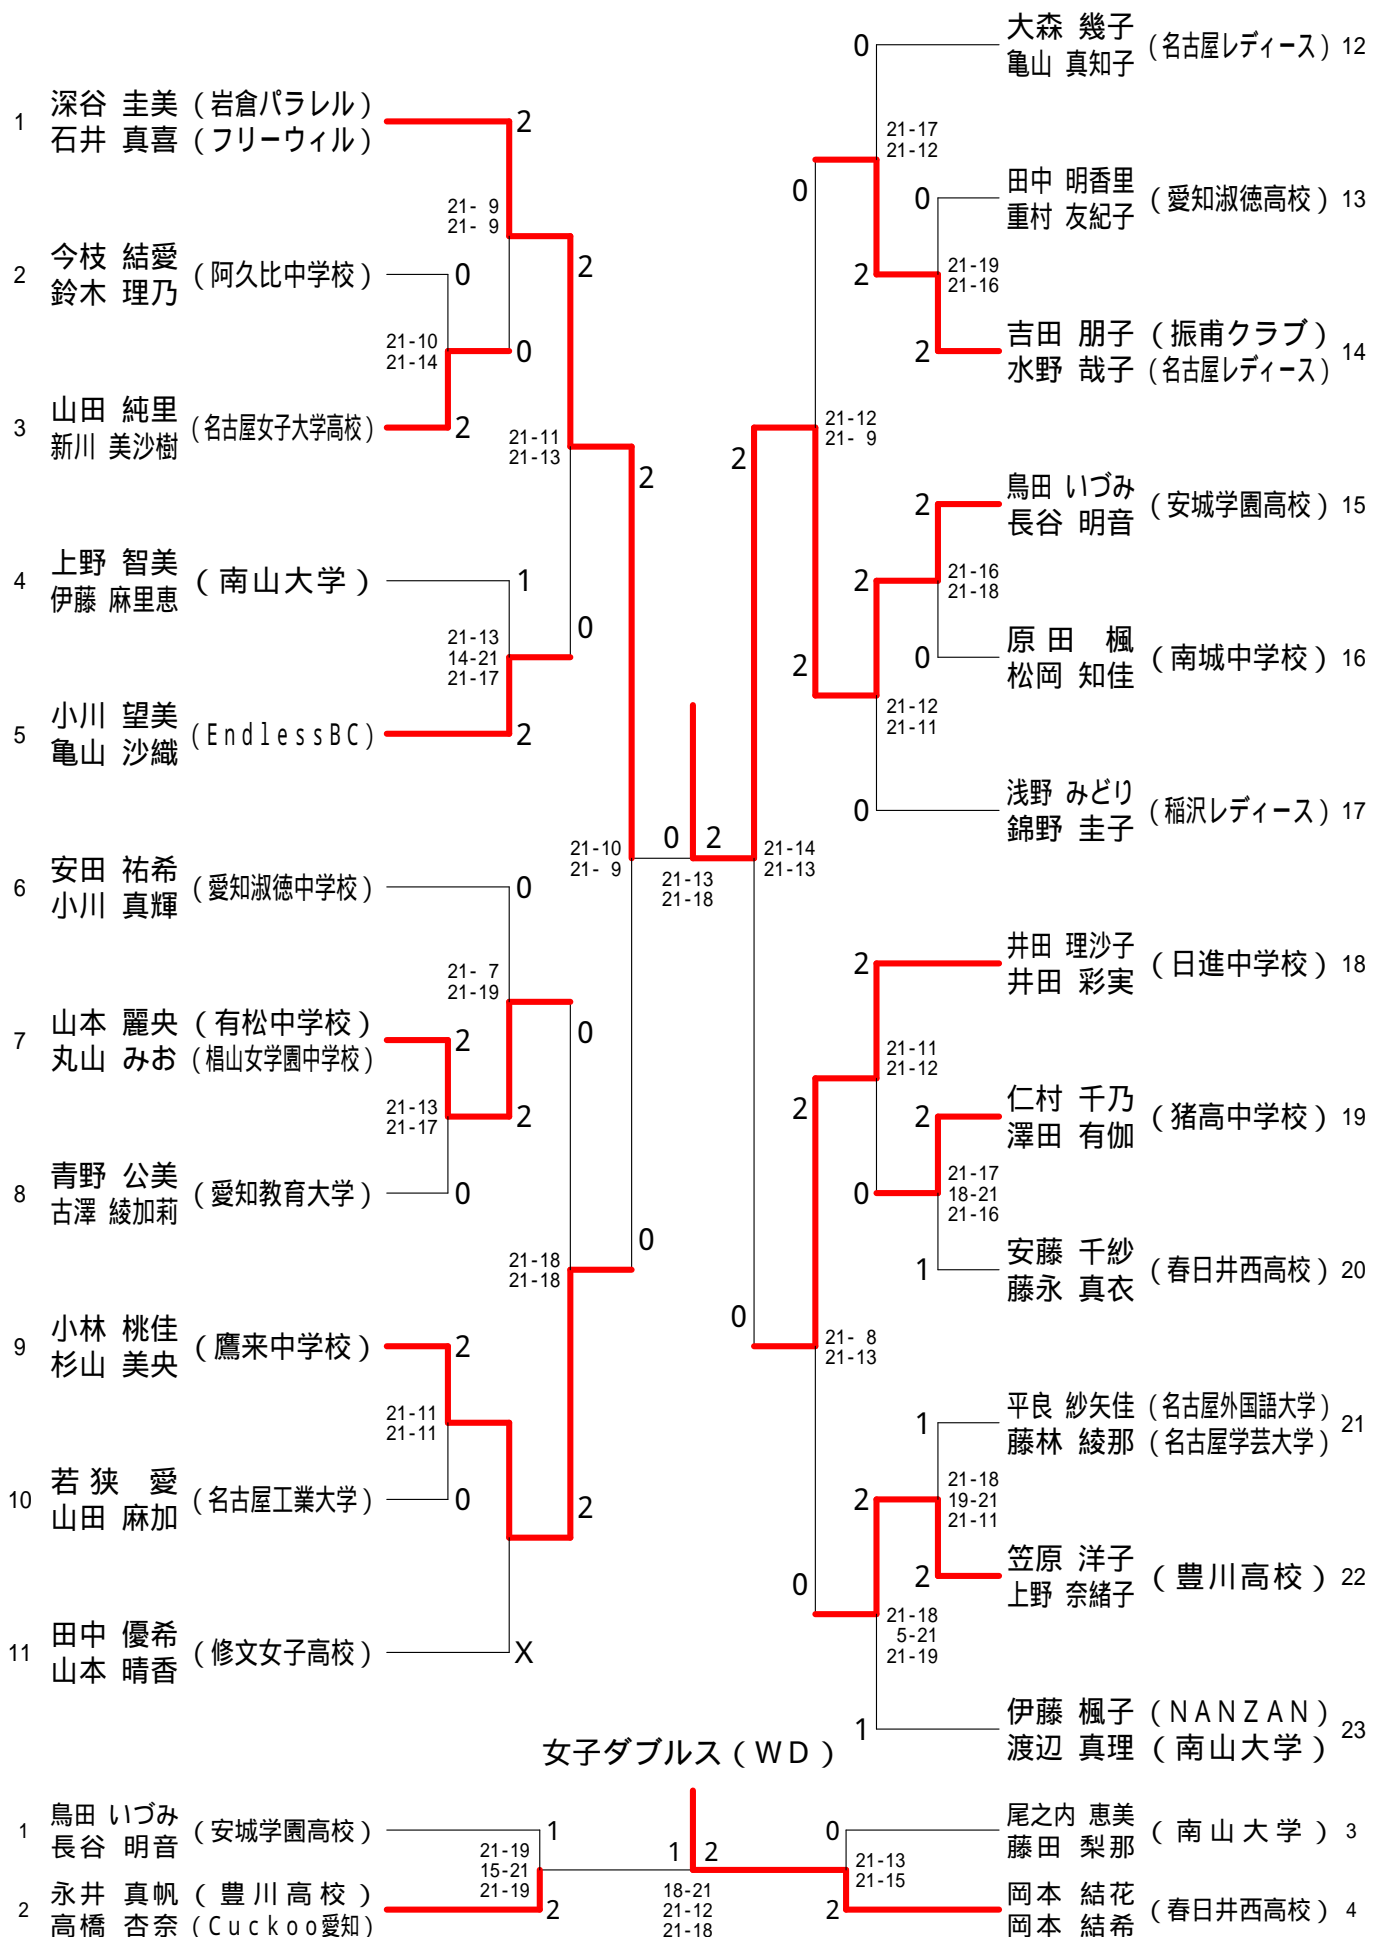 1 深谷 圭美 (岩倉パラレル)
石井 真喜 (フリーウィル)
2
21- 9
21- 9
2 今枝 結愛
鈴木 理乃 (阿久比中学校)
0
2
21-10
21-14
0
3 山田 純里
新川 美沙樹 (名古屋女子大学高校)
2
21-11
21-13
2
4 上野 智美
伊藤 麻里恵 (南山大学)
1
21-13
14-21
21-17
0
5 小川 望美
亀山 沙織 (EndlessBC)
2
21-10
21- 9
6 安田 祐希
小川 真輝 (愛知淑徳中学校)
0
21- 7
21-19
7 山本 麗央 (有松中学校)
丸山 みお (椙山女学園中学校)
2
0
21-13
21-17
2
8 青野 公美
古澤 綾加莉 (愛知教育大学)
0
21-18
21-18
0
9 小林 桃佳
杉山 美央 (鷹来中学校)
2
21-11
21-11
10 若狭 愛
山田 麻加 (名古屋工業大学)
0
2
11 田中 優希
山本 晴香 (修文女子高校)
X
0 2
21-13
21-18
0
大森 幾子
亀山 真知子 (名古屋レディース) 12
21-17
21-12
0
0
田中 明香里
重村 友紀子 (愛知淑徳高校) 13
2
21-19
21-16
2
吉田 朋子 (振甫クラブ)
水野 哉子 (名古屋レディース) 14
21-12
21- 9
2
2
鳥田 いづみ
長谷 明音 (安城学園高校) 15
2
21-16
21-18
2
0
原田 楓
松岡 知佳 (南城中学校) 16
21-12
21-11
0
浅野 みどり
錦野 圭子 (稲沢レディース) 17
21-14
21-13
2
井田 理沙子
井田 彩実 (日進中学校) 18
21-11
21-12
2
2
仁村 千乃
澤田 有伽 (猪高中学校) 19
0
21-17
18-21
21-16
1
安藤 千紗
藤永 真衣 (春日井西高校) 20
0
21- 8
21-13
1
平良 紗矢佳 (名古屋外国語大学)
藤林 綾那 (名古屋学芸大学) 21
2
21-18
19-21
21-11
0
2
笠原 洋子
上野 奈緒子 (豊川高校) 22
21-18
5-21
21-19
1
伊藤 楓子 (NANZAN)
渡辺 真理 (南山大学) 23
女子ダブルス(WD)
1 鳥田 いづみ
長谷 明音 (安城学園高校)
1
21-19
15-21
21-19
2 永井 真帆 (豊川高校)
高橋 杏奈 (Cuckoo愛知)
2
1 2
18-21
21-12
21-18
0
尾之内 恵美
藤田 梨那 (南山大学) 3
21-13
21-15
2
岡本 結花
岡本 結希 (春日井西高校) 4